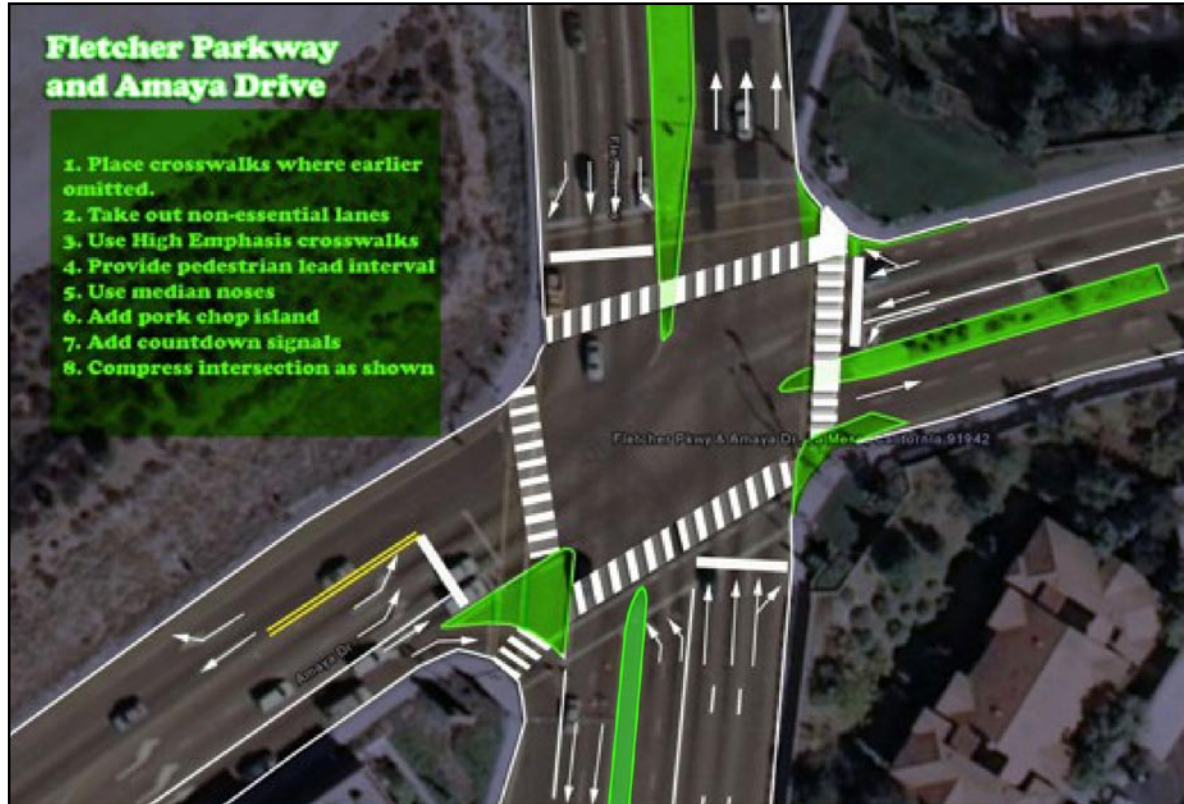 Fletcher Parkway
and Amaya Drive
1. Place crosswalks where earlier
omitted.
2. Take out non-essential lanes
3. Use High Emphasis crosswalks
4. Provide pedestrian lead interval
5. Use median noses
6. Add pork chop island
7. Add countdown signals
8. Compress intersection as shown
Fletcher Pkwy & Amaya Dr, La Mesa, California 91942
Amaya Dr